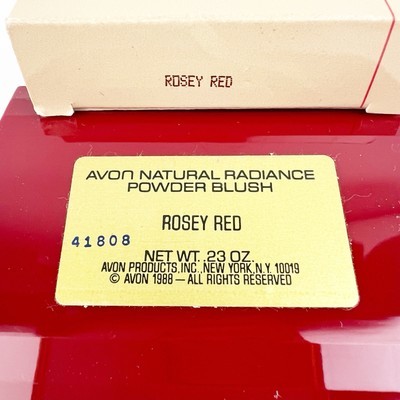 ROSEY RED
AVON NATURAL RADIANCE
POWDER BLUSH
ROSEY RED
41808
NET WT. .23 OZ.
AVON PRODUCTS, INC., NEW YORK, N.Y. 10019
© AVON 1988 — ALL RIGHTS RESERVED